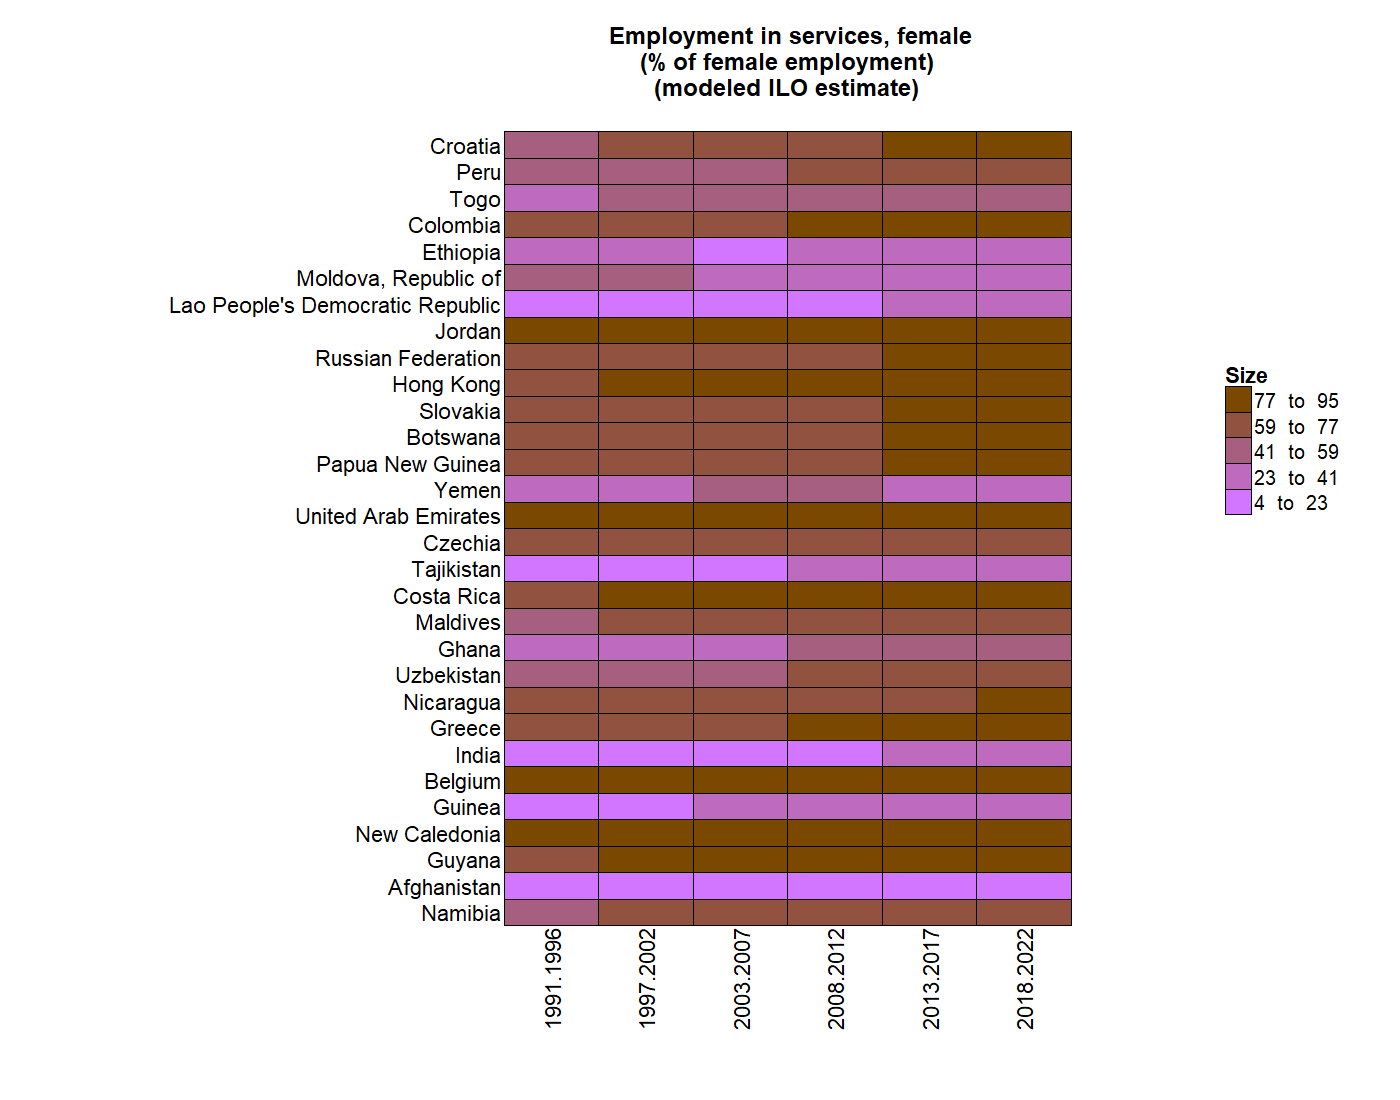 Employment in services, female
(% of female employment)
(modeled ILO estimate)
Croatia
Peru
Togo
Colombia
Ethiopia
Moldova, Republic of
Lao People's Democratic Republic
Jordan
Russian Federation
Hong Kong
Slovakia
Botswana
Papua New Guinea
Yemen
United Arab Emirates
Czechia
Tajikistan
Costa Rica
Maldives
Ghana
Uzbekistan
Nicaragua
Greece
India
Belgium
Guinea
New Caledonia
Guyana
Afghanistan
Namibia
1991.1996
1997.2002
2003.2007
2008.2012
2013.2017
2018.2022
Size
77 to 95
59 to 77
41 to 59
23 to 41
4 to 23